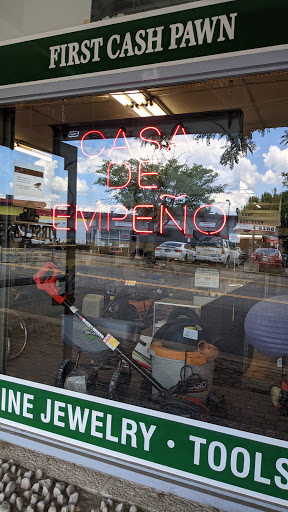 FIRST CASH PAWN
CASA
DE
EMPEÑO
INE JEWELRY • TOOLS